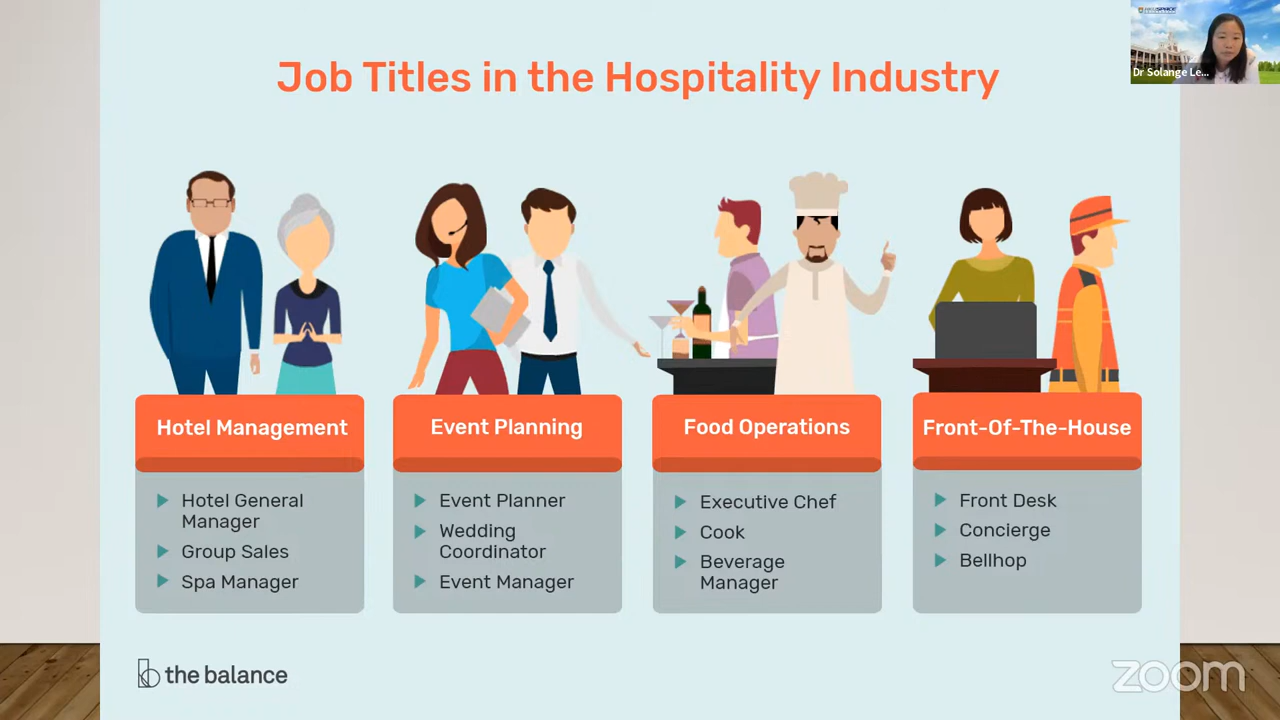 HKU SPACE
Dr Solange Le...
Job Titles in the Hospitality Industry
Hotel Management
Hotel General
Manager
Group Sales
Spa Manager
Event Planning
Event Planner
Wedding
Coordinator
Event Manager
Food Operations
Executive Chef
Cook
Beverage
Manager
Front-Of-The-House
Front Desk
Concierge
Bellhop
the balance
zoom